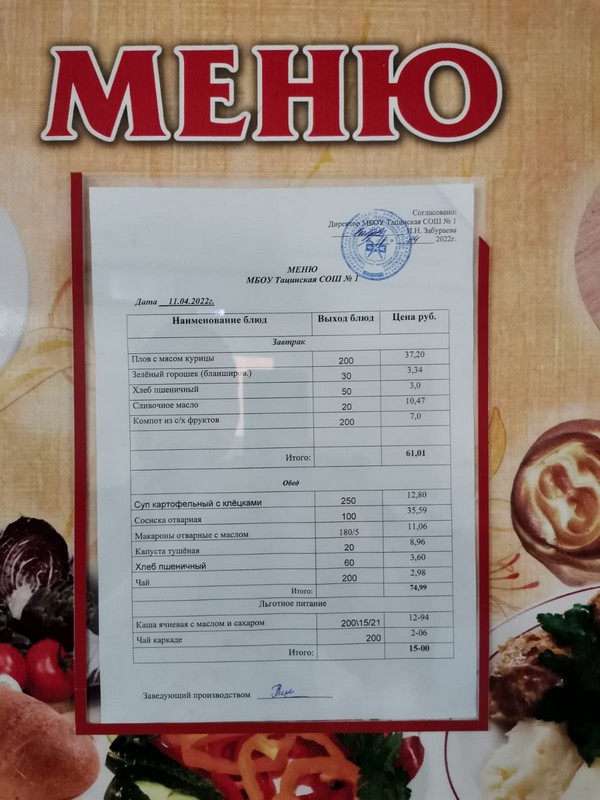 МЕНЮ
Согласовано:
Директор МБОУ Тацинская СОШ № 1
И.Н. Забураева
2022г.
МЕНЮ
МБОУ Тацинская СОШ № 1
Дата 11.04.2022г.
Наименование блюд Выход блюд Цена руб.
Завтрак
Плов с мясом курицы 200 37,20
Зелёный горошек (бланширов.) 30 3,34
Хлеб пшеничный 50 3,0
Сливочное масло 20 10,47
Компот из с/х фруктов 200 7,0
Итого: 61,01
Обед
Суп картофельный с клёцками 250 12,80
Сосиска отварная 100 35,59
Макароны отварные с маслом 180/5 11,06
Капуста тушёная 20 8,96
Хлеб пшеничный 60 3,60
Чай 200 2,98
Итого: 74,99
Льготное питание
Каша ячневая с маслом и сахаром 200\15/21 12-94
Чай каркаде 200 2-06
Итого: 15-00
Заведующий производством